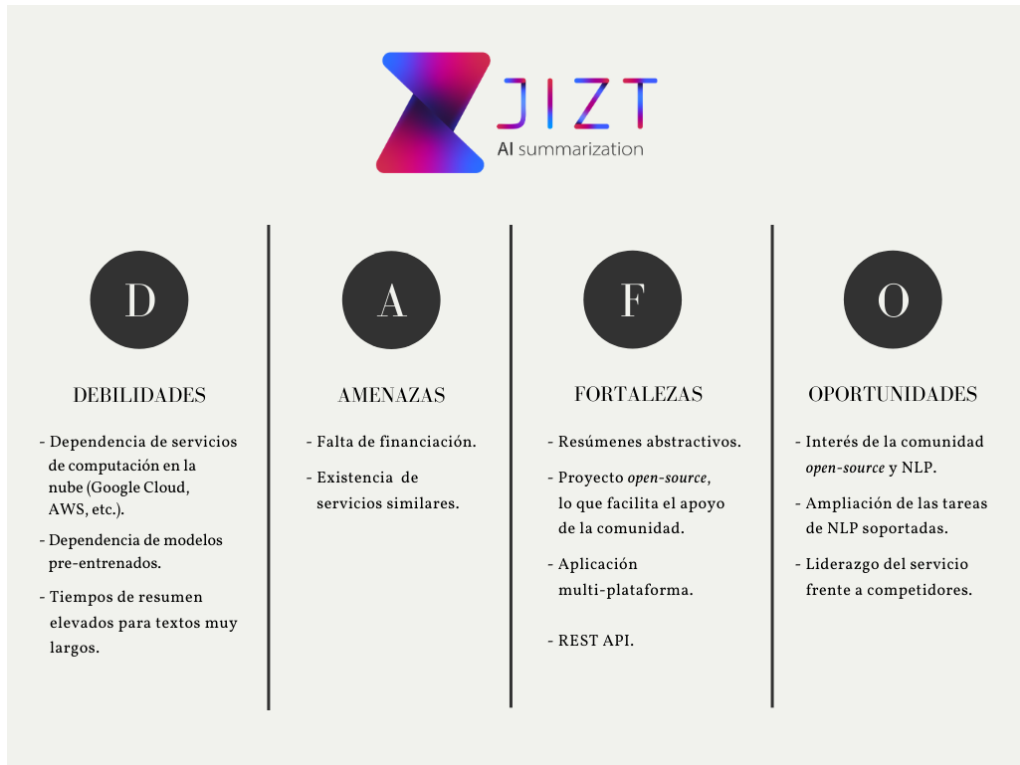 JIZT
AI summarization
D
DEBILIDADES
- Dependencia de servicios
de computación en la
nube (Google Cloud,
AWS, etc.).
- Dependencia de modelos
pre-entrenados.
- Tiempos de resumen
elevados para textos muy
largos.
A
AMENAZAS
- Falta de financiación.
- Existencia de
servicios similares.
F
FORTALEZAS
- Resúmenes abstractivos.
- Proyecto open-source,
lo que facilita el apoyo
de la comunidad.
- Aplicación
multi-plataforma.
- REST API.
O
OPORTUNIDADES
- Interés de la comunidad
open-source y NLP.
- Ampliación de las tareas
de NLP soportadas.
- Liderazgo del servicio
frente a competidores.